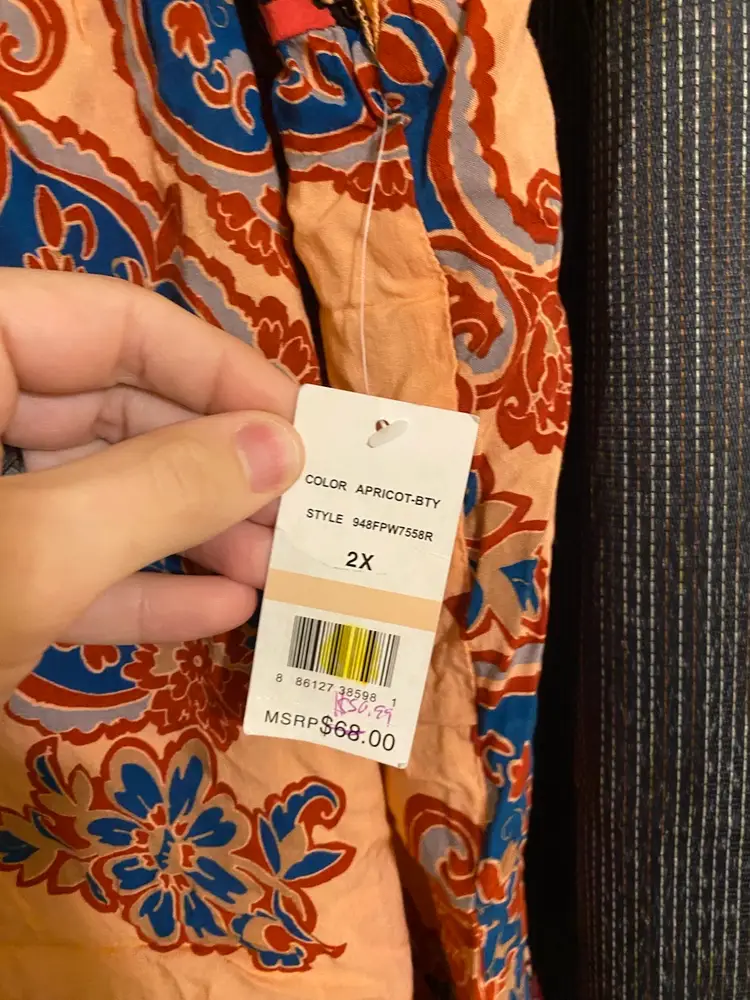 COLOR APRICOT-BTY
STYLE 948FPW7558R
2X
8 86127 38598 1
$50.99
MSRP $68.00